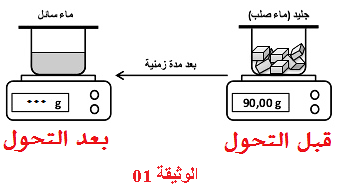 جليد (ماء صلب)
ماء سائل
بعد مدة زمنية
90,00 g
••• g
قبل التحول
بعد التحول
الوثيقة 01